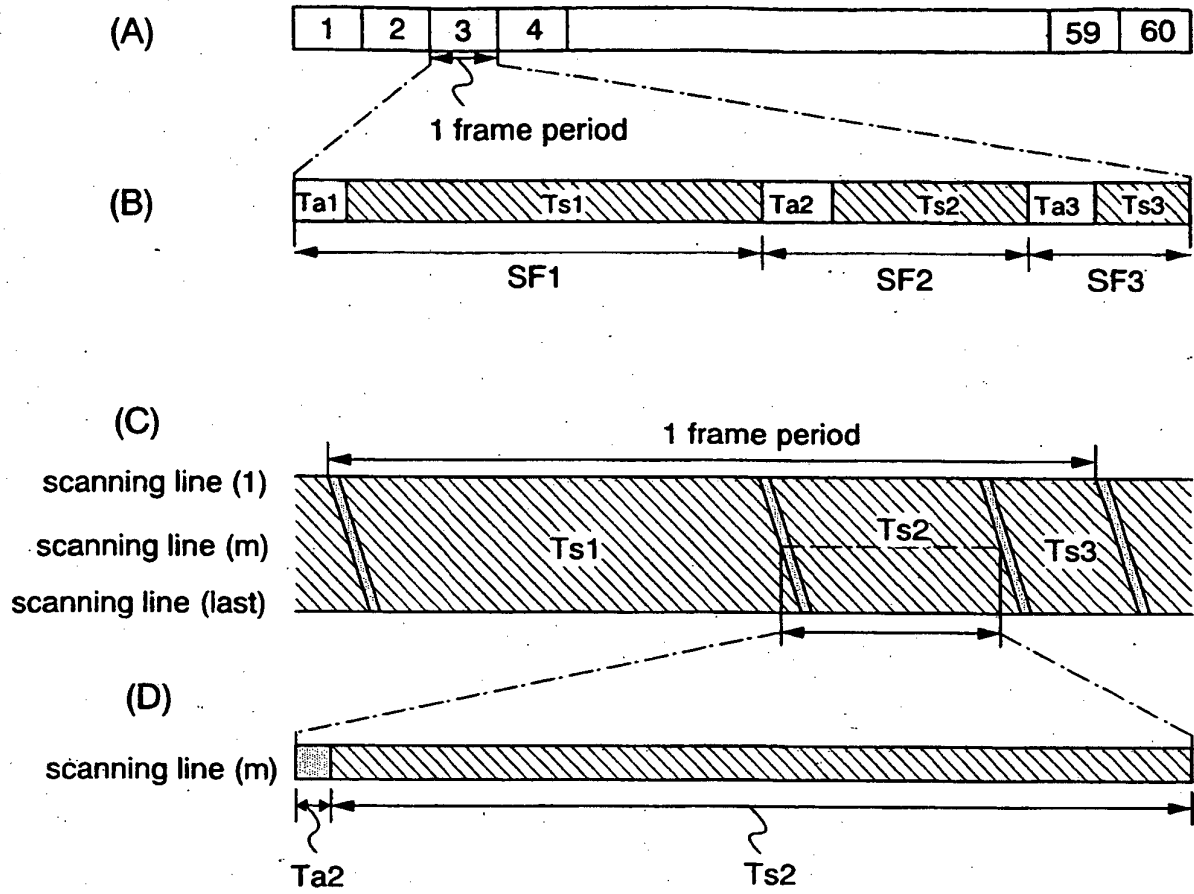 (A) 1 2 3 4 59 60
1 frame period
(B) Ta1 Ts1 Ta2 Ts2 Ta3 Ts3
SF1 SF2 SF3
(C)
1 frame period
scanning line (1)
scanning line (m) Ts1 Ts2 Ts3
scanning line (last)
(D)
scanning line (m)
Ta2 Ts2